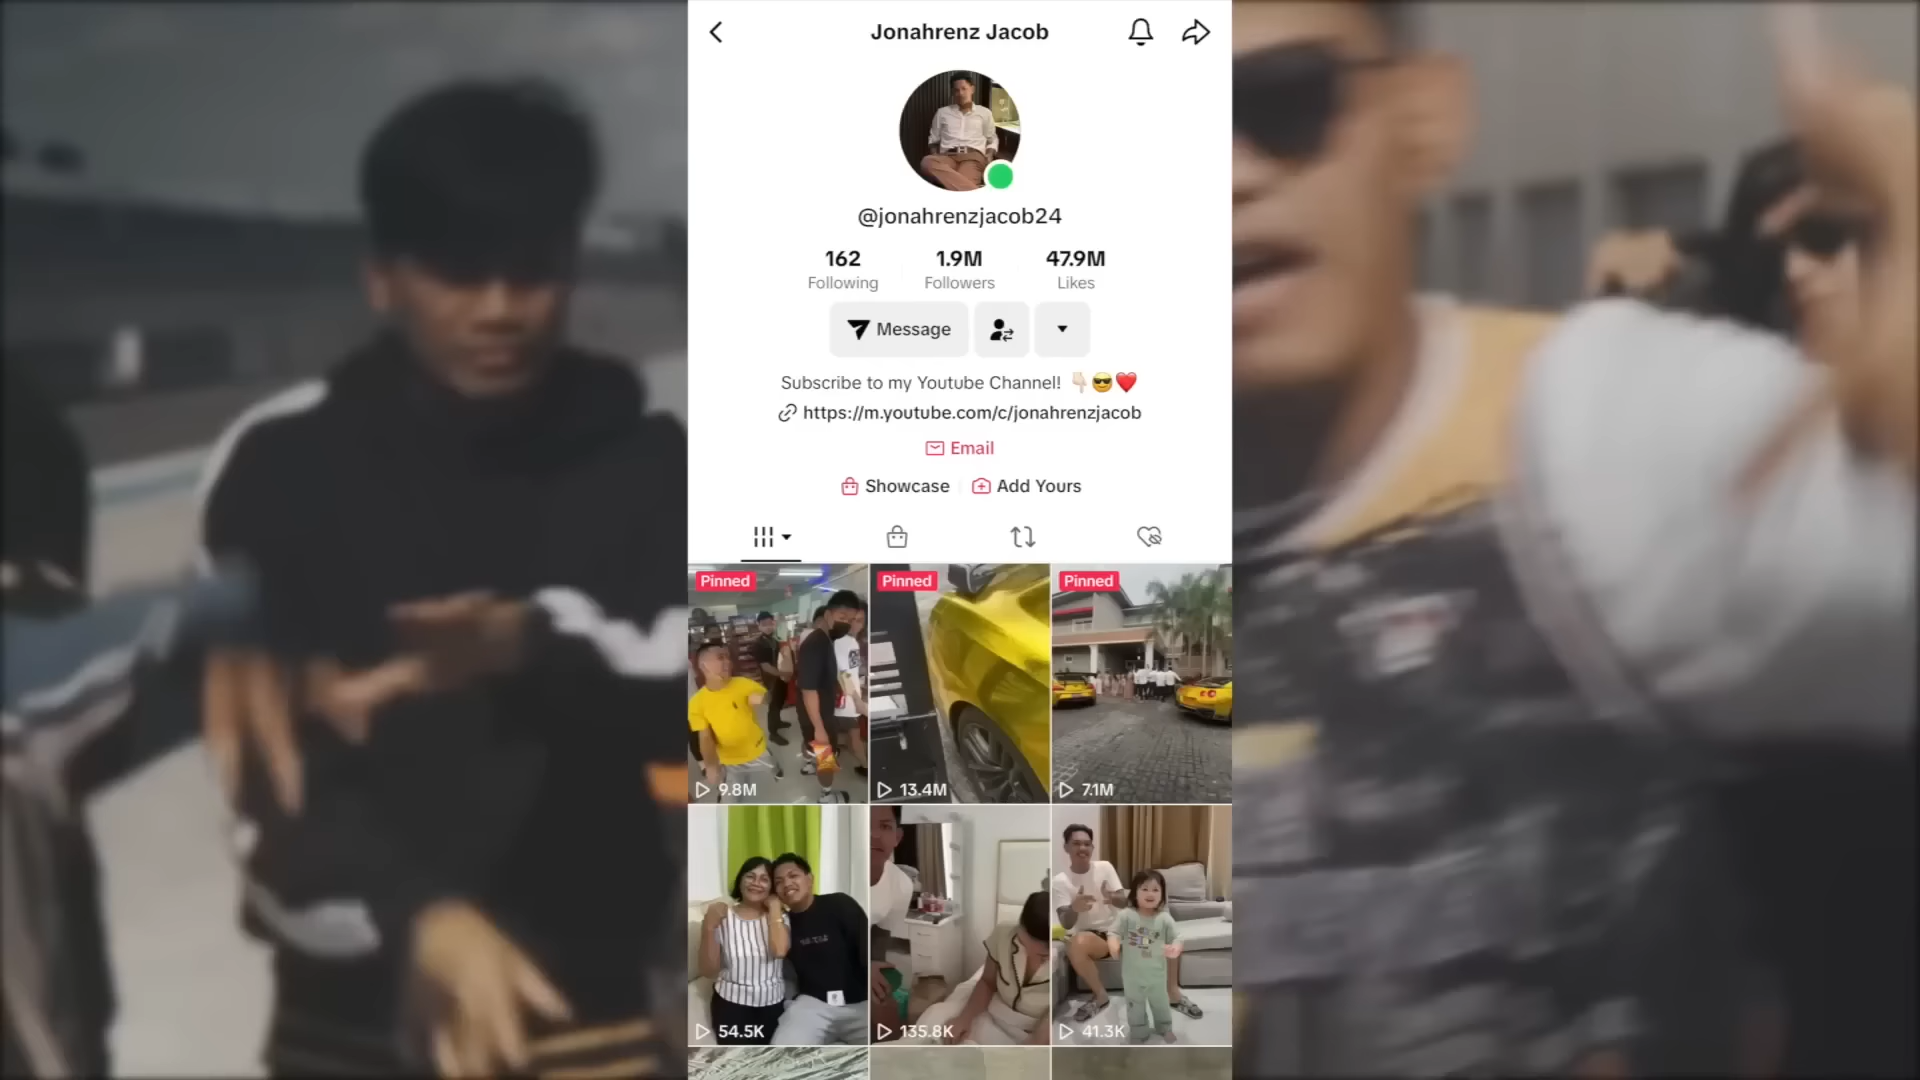 Jonahrenz Jacob
@jonahrenzjacob24
162 1.9M 47.9M
Following Followers Likes
Message
Subscribe to my Youtube Channel! 👇🏻😎❤️
https://m.youtube.com/c/jonahrenzjacob
Email
Showcase Add Yours
Pinned Pinned Pinned
9.8M 13.4M 7.1M
54.5K 135.8K 41.3K